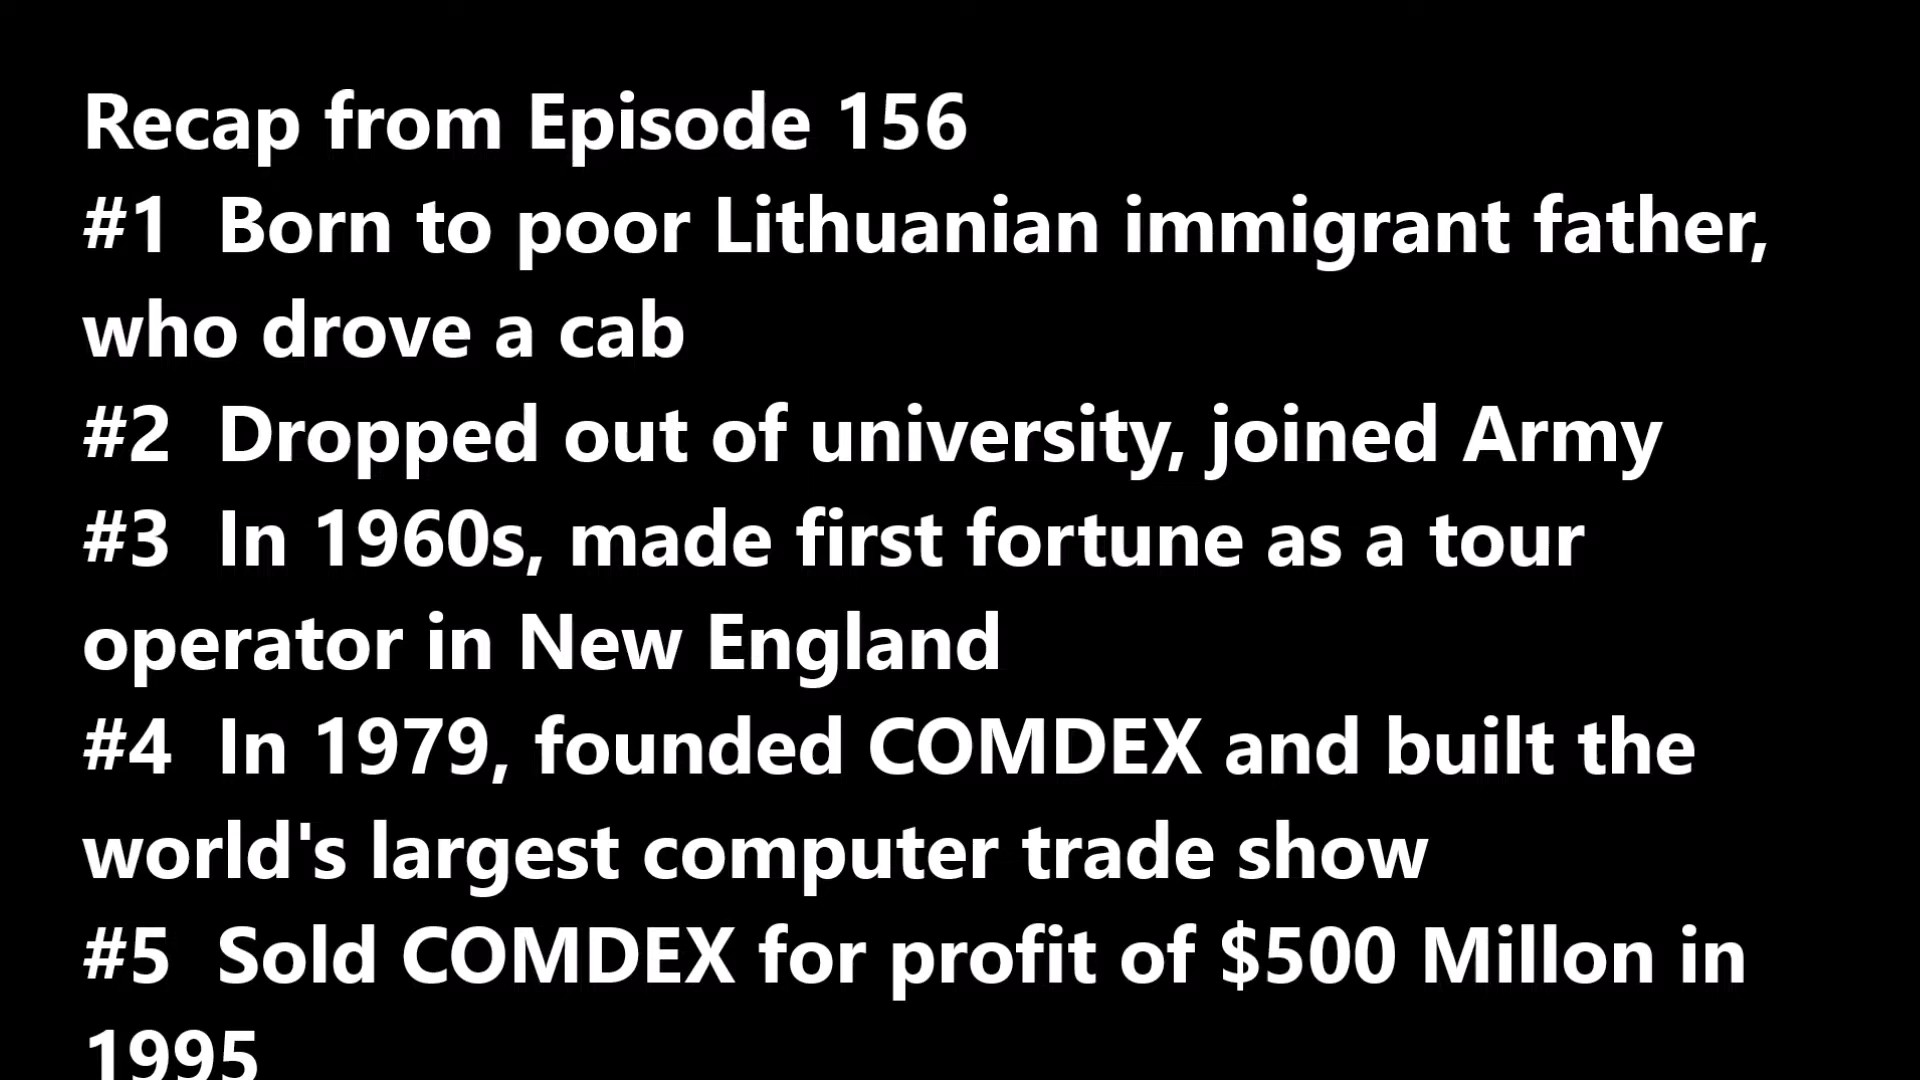 Recap from Episode 156
#1 Born to poor Lithuanian immigrant father,
who drove a cab
#2 Dropped out of university, joined Army
#3 In 1960s, made first fortune as a tour
operator in New England
#4 In 1979, founded COMDEX and built the
world's largest computer trade show
#5 Sold COMDEX for profit of $500 Millon in
1995